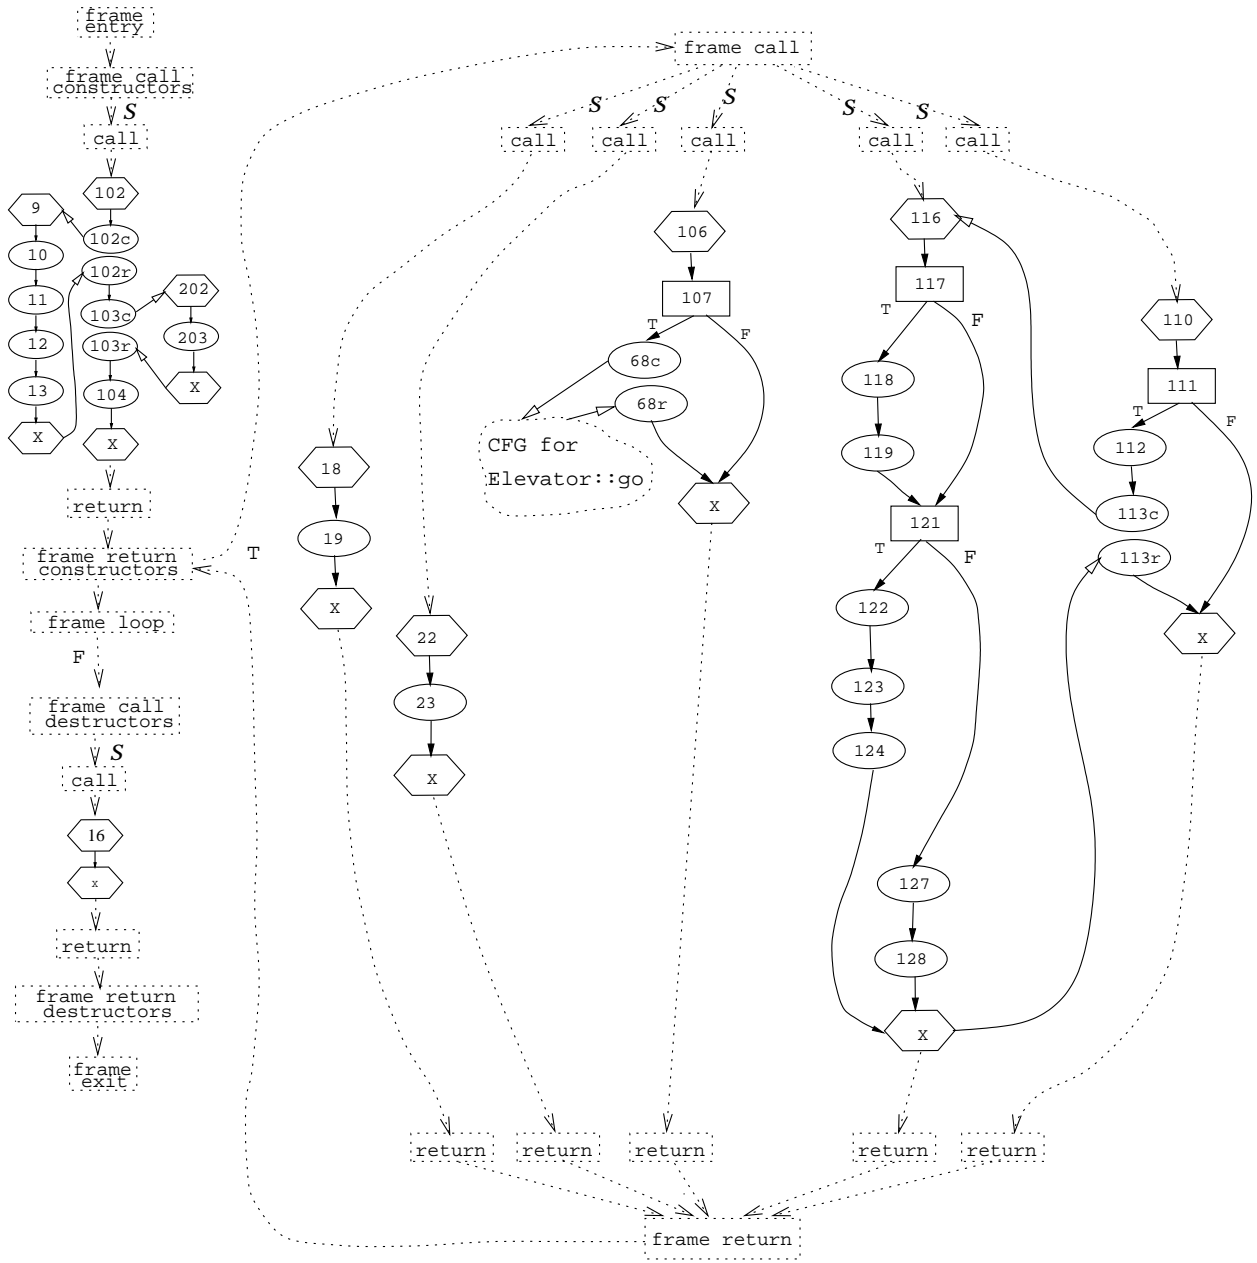 frame
entry
frame call
constructors
S
call
102
9
102c
10
102r
11
103c
202
12
103r
203
13
104
X
X
X
return
frame return
constructors
T
frame loop
F
frame call
destructors
S
call
16
x
return
frame return
destructors
frame
exit
frame call
S
S
S
S
S
call
call
call
call
call
18
19
X
22
23
X
106
107
T
F
68c
68r
CFG for
Elevator::go
X
116
117
T
F
118
119
121
T
F
122
123
124
127
128
X
110
111
T
F
112
113c
113r
X
return
return
return
return
return
frame return